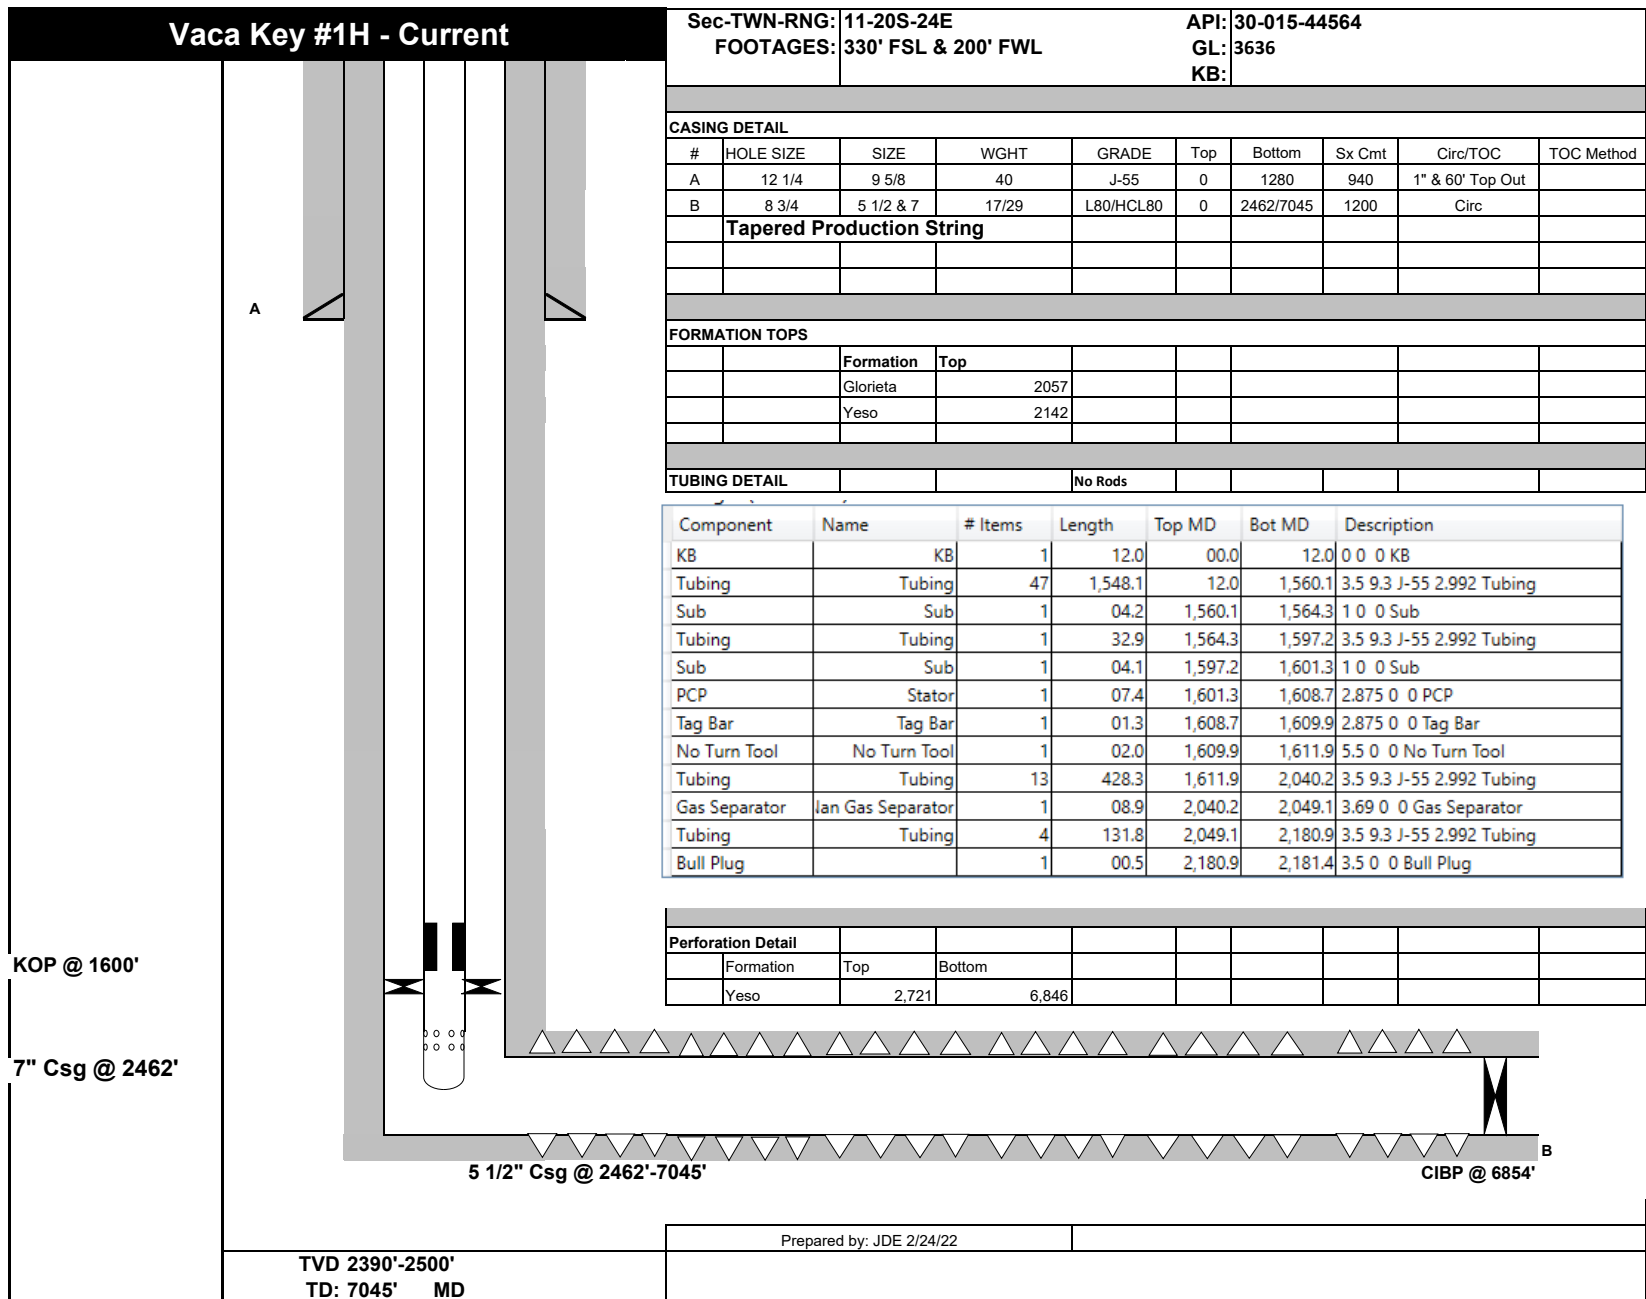 Vaca Key #1H - Current
Sec-TWN-RNG: 11-20S-24E API: 30-015-44564
FOOTAGES: 330' FSL & 200' FWL GL: 3636
KB:
CASING DETAIL
# HOLE SIZE SIZE WGHT GRADE Top Bottom Sx Cmt Circ/TOC TOC Method
A 12 1/4 9 5/8 40 J-55 0 1280 940 1" & 60' Top Out
B 8 3/4 5 1/2 & 7 17/29 L80/HCL80 0 2462/7045 1200 Circ
Tapered Production String
A
FORMATION TOPS
Formation Top
Glorieta 2057
Yeso 2142
TUBING DETAIL No Rods
Component Name # Items Length Top MD Bot MD Description
KB KB 1 12.0 00.0 12.0 0 0 0 KB
Tubing Tubing 47 1,548.1 12.0 1,560.1 3.5 9.3 J-55 2.992 Tubing
Sub Sub 1 04.2 1,560.1 1,564.3 1 0 0 Sub
Tubing Tubing 1 32.9 1,564.3 1,597.2 3.5 9.3 J-55 2.992 Tubing
Sub Sub 1 04.1 1,597.2 1,601.3 1 0 0 Sub
PCP Stator 1 07.4 1,601.3 1,608.7 2.875 0 0 PCP
Tag Bar Tag Bar 1 01.3 1,608.7 1,609.9 2.875 0 0 Tag Bar
No Turn Tool No Turn Tool 1 02.0 1,609.9 1,611.9 5.5 0 0 No Turn Tool
Tubing Tubing 13 428.3 1,611.9 2,040.2 3.5 9.3 J-55 2.992 Tubing
Gas Separator Gas Separator 1 08.9 2,040.2 2,049.1 3.69 0 0 Gas Separator
Tubing Tubing 4 131.8 2,049.1 2,180.9 3.5 9.3 J-55 2.992 Tubing
Bull Plug 1 00.5 2,180.9 2,181.4 3.5 0 0 Bull Plug
Perforation Detail
Formation Top Bottom
Yeso 2,721 6,846
KOP @ 1600'
7" Csg @ 2462'
B
5 1/2" Csg @ 2462'-7045'
CIBP @ 6854'
Prepared by: JDE 2/24/22
TVD 2390'-2500'
TD: 7045' MD